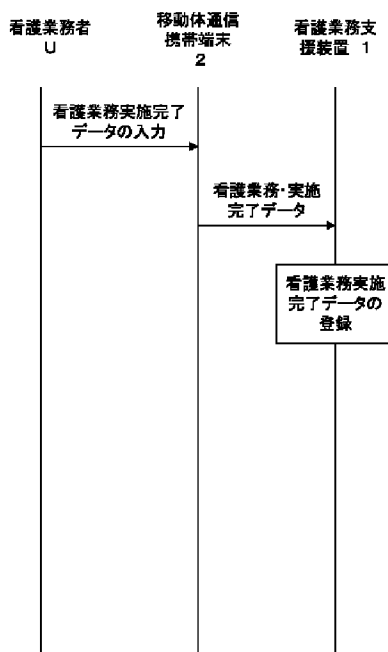 看護業務者
U
移動体通信
携帯端末
2
看護業務支
援装置 1
看護業務実施完了
データの入力
看護業務・実施
完了データ
看護業務実施
完了データの
登録